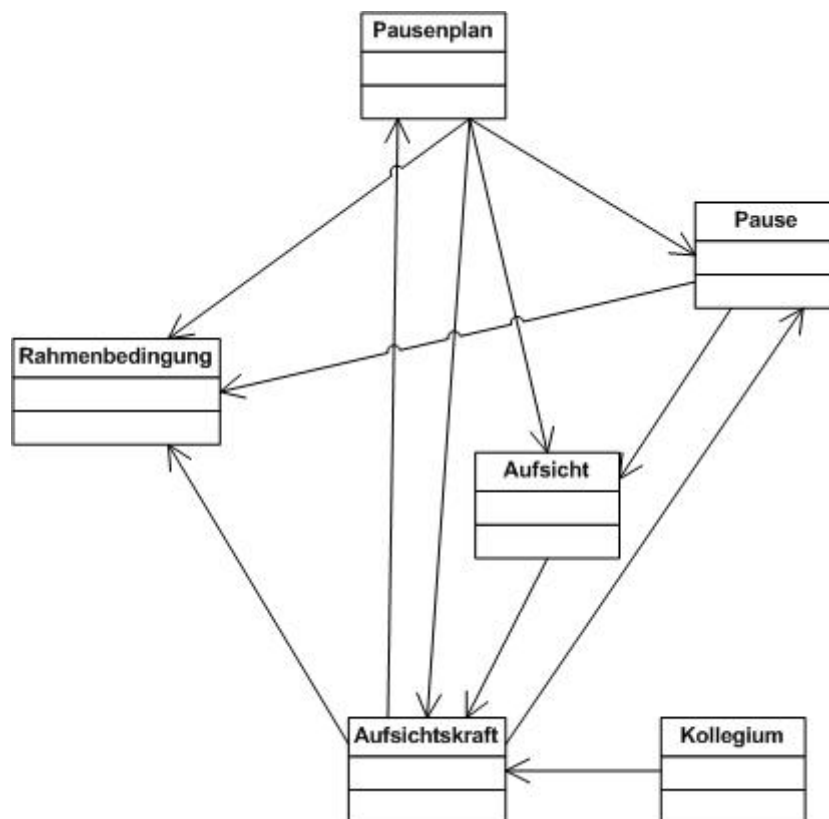 Pausenplan
Pause
Rahmenbedingung
Aufsicht
Aufsichtskraft
Kollegium